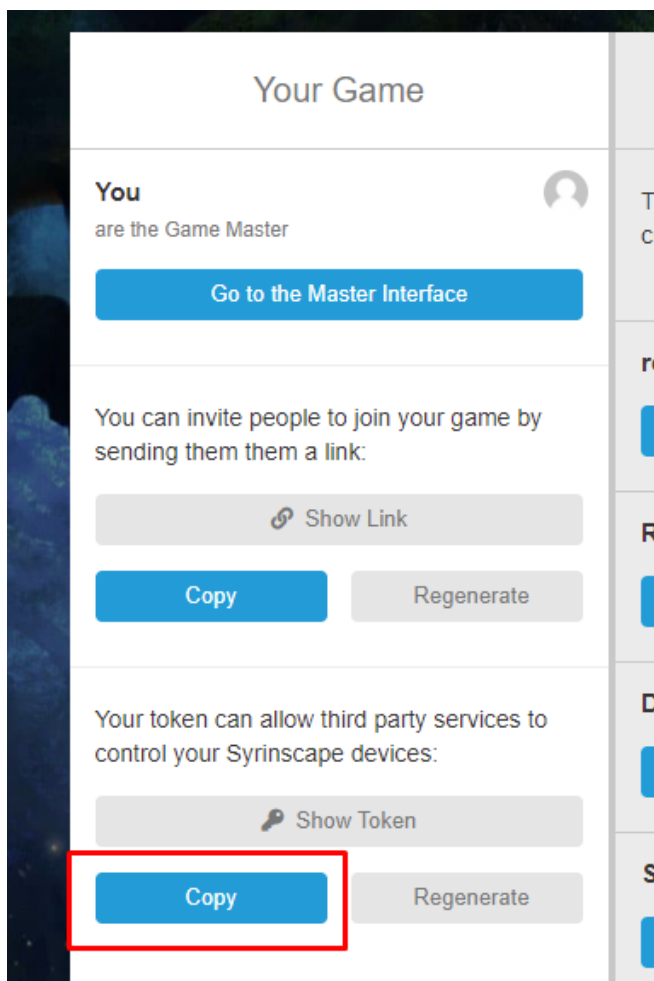 Your Game
You
are the Game Master
Go to the Master Interface
You can invite people to join your game by
sending them them a link:
Show Link
Copy Regenerate
Your token can allow third party services to
control your Syrinscape devices:
Show Token
Copy Regenerate